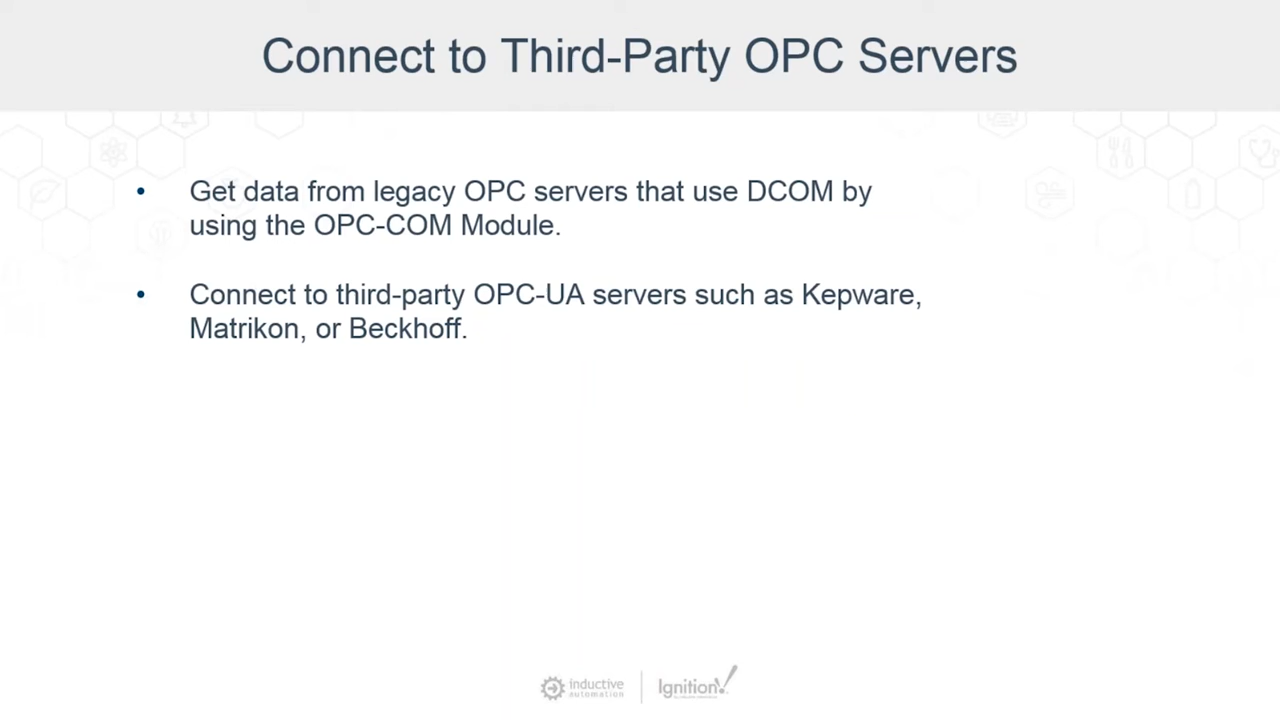 Connect to Third-Party OPC Servers
• Get data from legacy OPC servers that use DCOM by
using the OPC-COM Module.
• Connect to third-party OPC-UA servers such as Kepware,
Matrikon, or Beckhoff.
inductive
automation
Ignition!